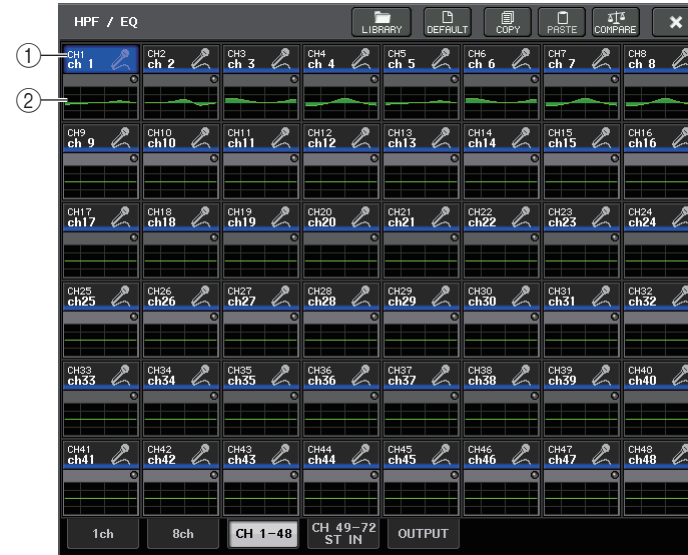 HPF / EQ LIBRARY DEFAULT COPY PASTE COMPARE ×
① CH1 CH2 CH3 CH4 CH5 CH6 CH7 CH8
ch 1 ch 2 ch 3 ch 4 ch 5 ch 6 ch 7 ch 8
②
CH9 CH10 CH11 CH12 CH13 CH14 CH15 CH16
ch 9 ch10 ch11 ch12 ch13 ch14 ch15 ch16
CH17 CH18 CH19 CH20 CH21 CH22 CH23 CH24
ch17 ch18 ch19 ch20 ch21 ch22 ch23 ch24
CH25 CH26 CH27 CH28 CH29 CH30 CH31 CH32
ch25 ch26 ch27 ch28 ch29 ch30 ch31 ch32
CH33 CH34 CH35 CH36 CH37 CH38 CH39 CH40
ch33 ch34 ch35 ch36 ch37 ch38 ch39 ch40
CH41 CH42 CH43 CH44 CH45 CH46 CH47 CH48
ch41 ch42 ch43 ch44 ch45 ch46 ch47 ch48
1ch 8ch CH 1-48 CH 49-72 OUTPUT
ST IN